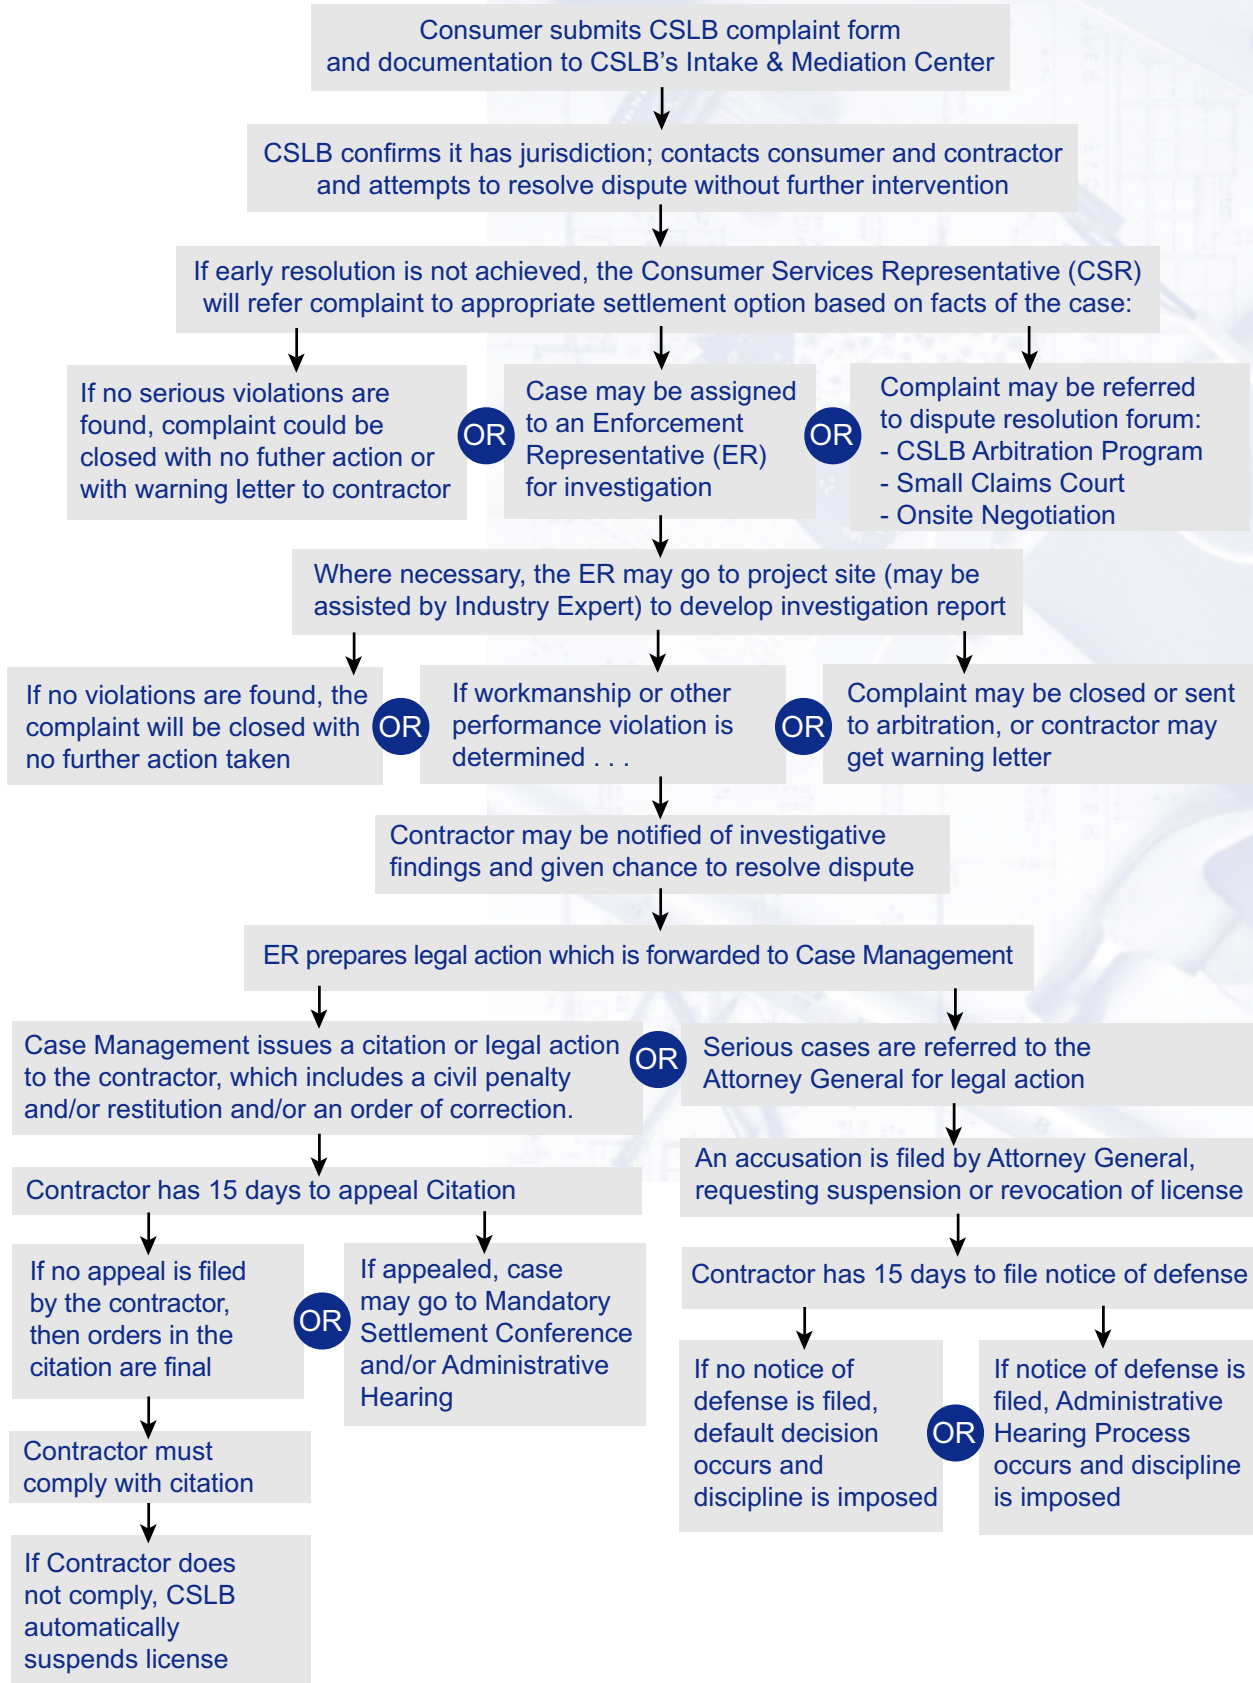 Consumer submits CSLB complaint form
and documentation to CSLB’s Intake & Mediation Center
CSLB confirms it has jurisdiction; contacts consumer and contractor
and attempts to resolve dispute without further intervention
If early resolution is not achieved, the Consumer Services Representative (CSR)
will refer complaint to appropriate settlement option based on facts of the case:
If no serious violations are
found, complaint could be
closed with no futher action or
with warning letter to contractor
OR
Case may be assigned
to an Enforcement
Representative (ER)
for investigation
OR
Complaint may be referred
to dispute resolution forum:
- CSLB Arbitration Program
- Small Claims Court
- Onsite Negotiation
Where necessary, the ER may go to project site (may be
assisted by Industry Expert) to develop investigation report
If no violations are found, the
complaint will be closed with
no further action taken
OR
If workmanship or other
performance violation is
determined . . .
OR
Complaint may be closed or sent
to arbitration, or contractor may
get warning letter
Contractor may be notified of investigative
findings and given chance to resolve dispute
ER prepares legal action which is forwarded to Case Management
Case Management issues a citation or legal action
to the contractor, which includes a civil penalty
and/or restitution and/or an order of correction.
OR
Serious cases are referred to the
Attorney General for legal action
Contractor has 15 days to appeal Citation
An accusation is filed by Attorney General,
requesting suspension or revocation of license
If no appeal is filed
by the contractor,
then orders in the
citation are final
OR
If appealed, case
may go to Mandatory
Settlement Conference
and/or Administrative
Hearing
Contractor has 15 days to file notice of defense
If no notice of
defense is filed,
default decision
occurs and
discipline is imposed
OR
If notice of defense is
filed, Administrative
Hearing Process
occurs and discipline
is imposed
Contractor must
comply with citation
If Contractor does
not comply, CSLB
automatically
suspends license